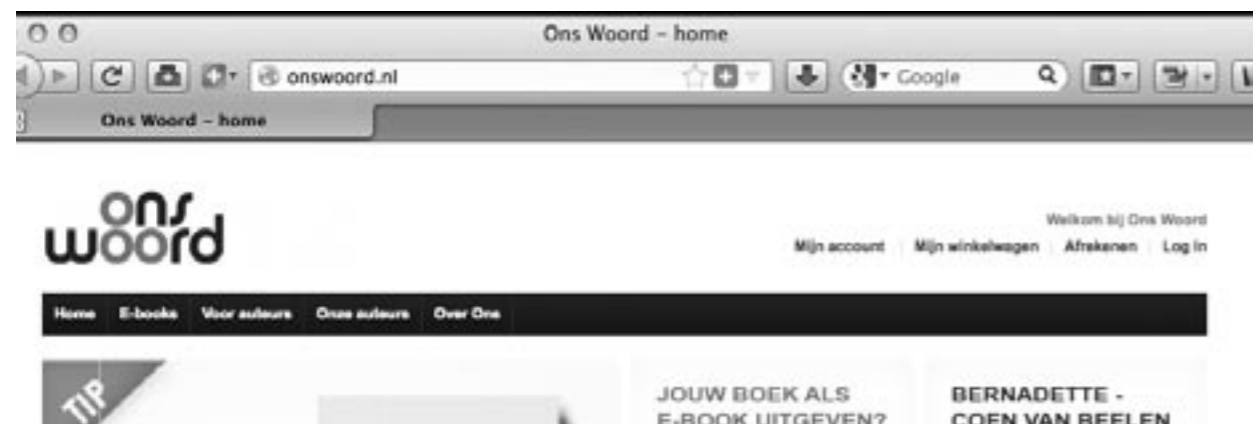 Ons Woord – home
onswoord.nl
Google
Ons Woord – home
ons
woord
Welkom bij Ons Woord
Mijn account Mijn winkelwagen Afrekenen Log in
Home E-books Voor auteurs Onze auteurs Over Ons
TIP
JOUW BOEK ALS
E-BOOK UITGEVEN?
BERNADETTE -
COEN VAN BEELEN